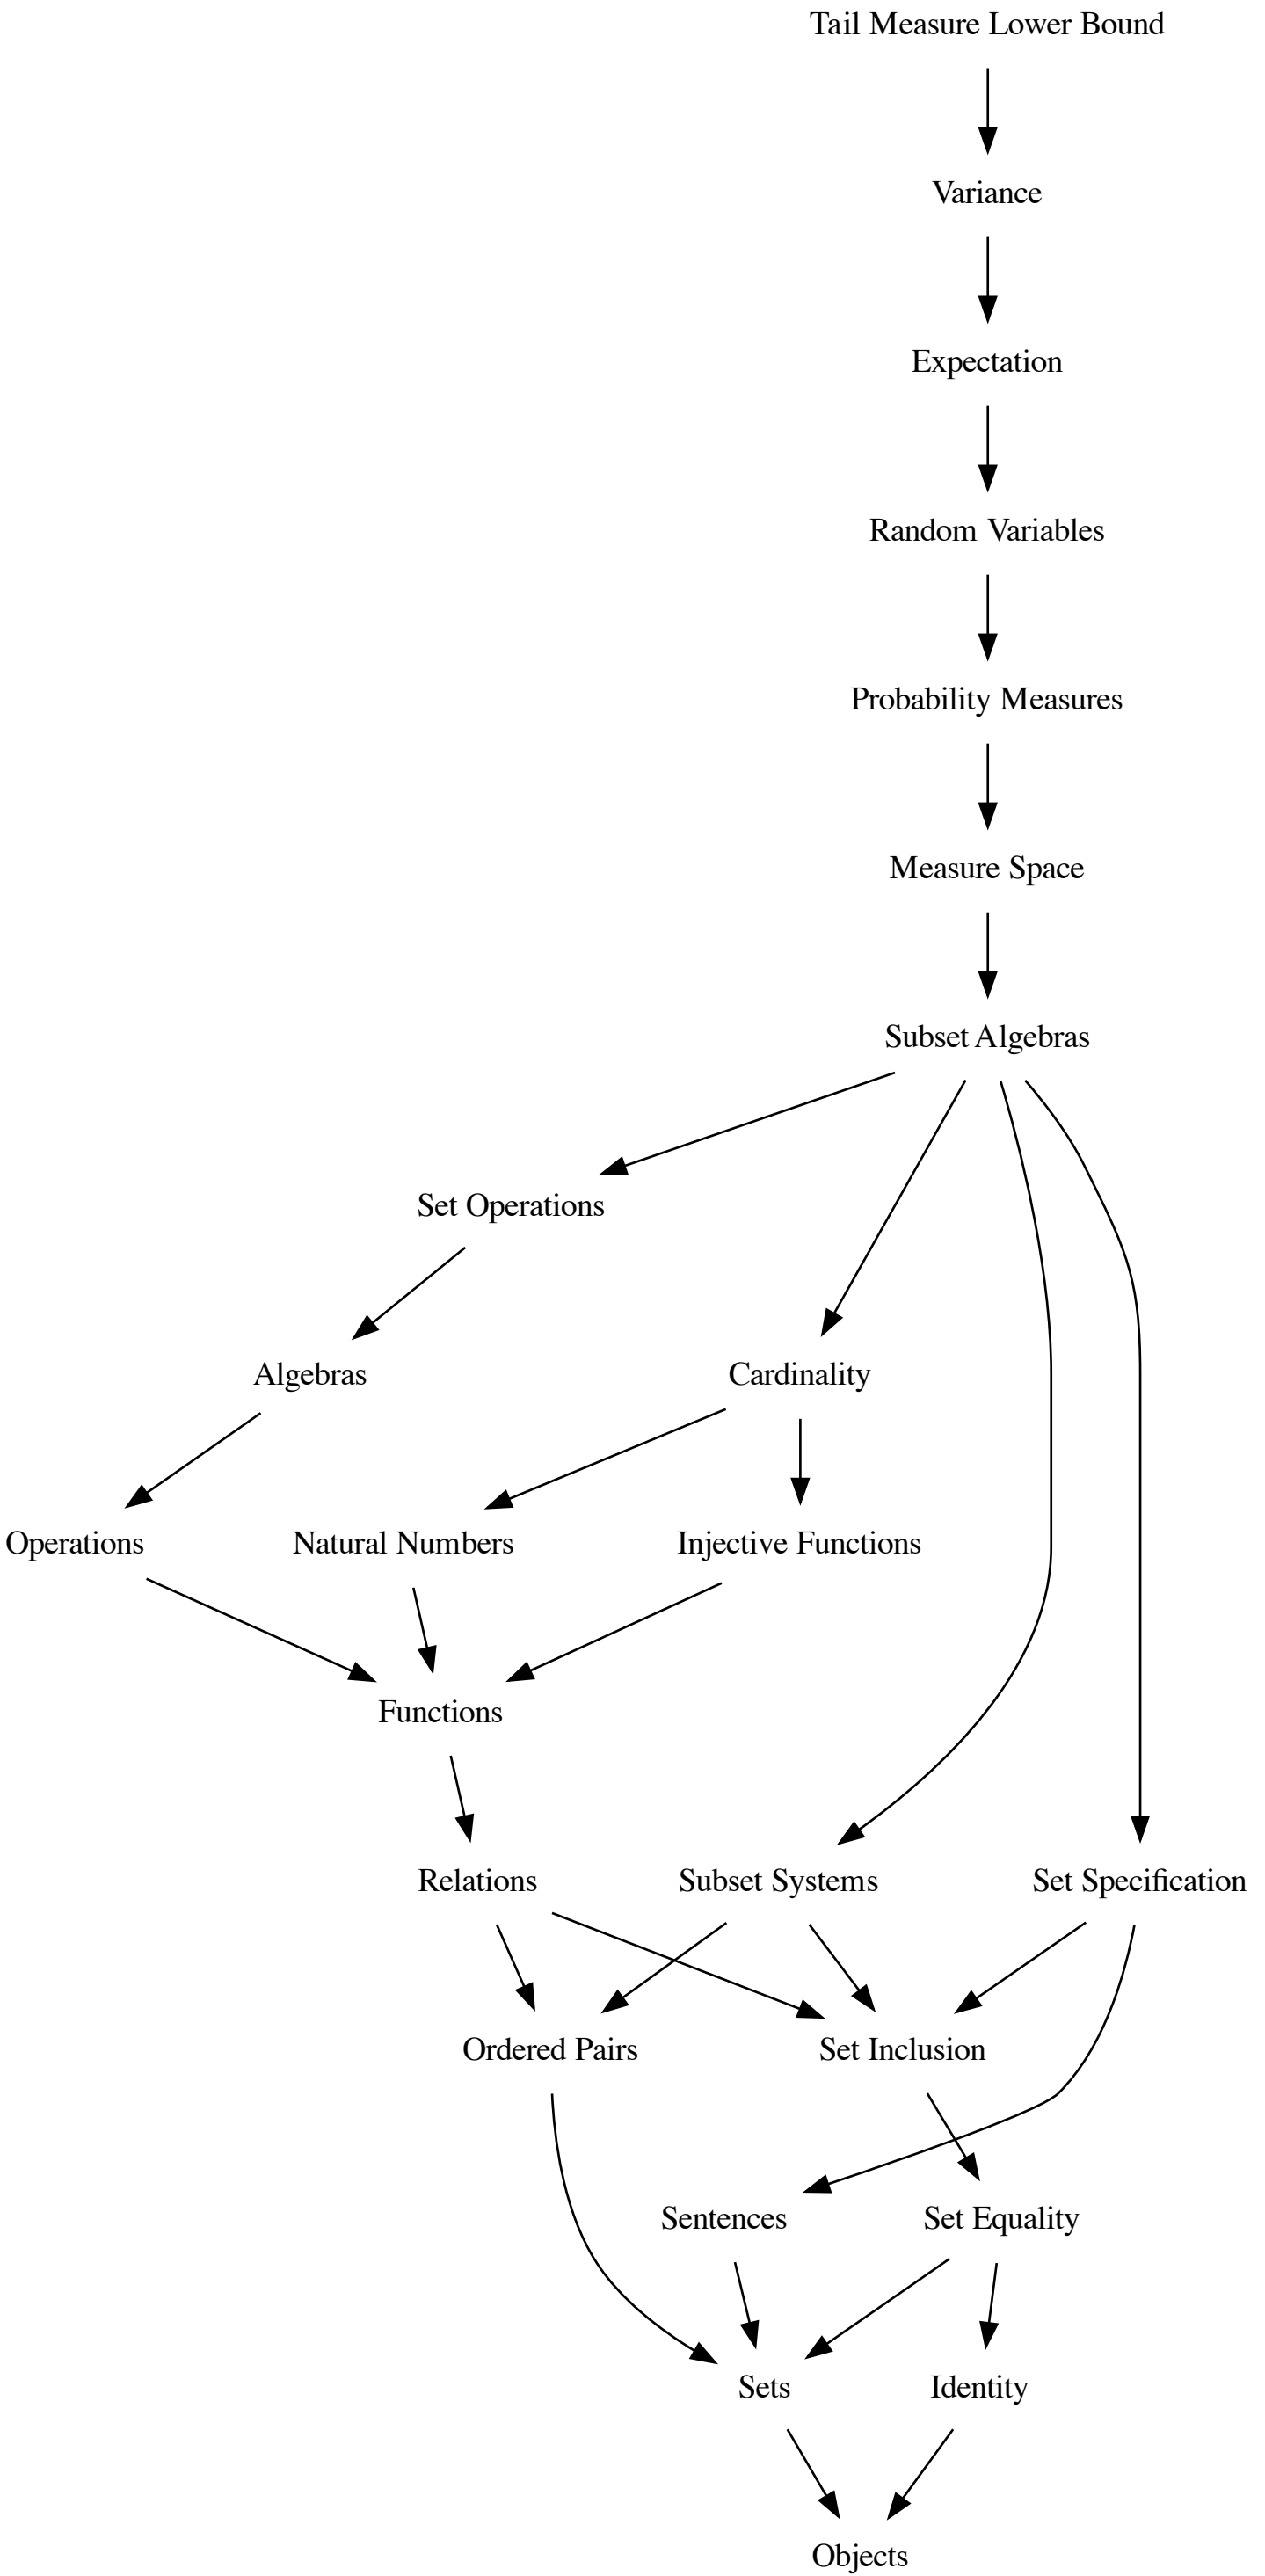 Tail Measure Lower Bound
Variance
Expectation
Random Variables
Probability Measures
Measure Space
Subset Algebras
Set Operations
Algebras
Cardinality
Operations
Natural Numbers
Injective Functions
Functions
Relations
Subset Systems
Set Specification
Ordered Pairs
Set Inclusion
Sentences
Set Equality
Sets
Identity
Objects